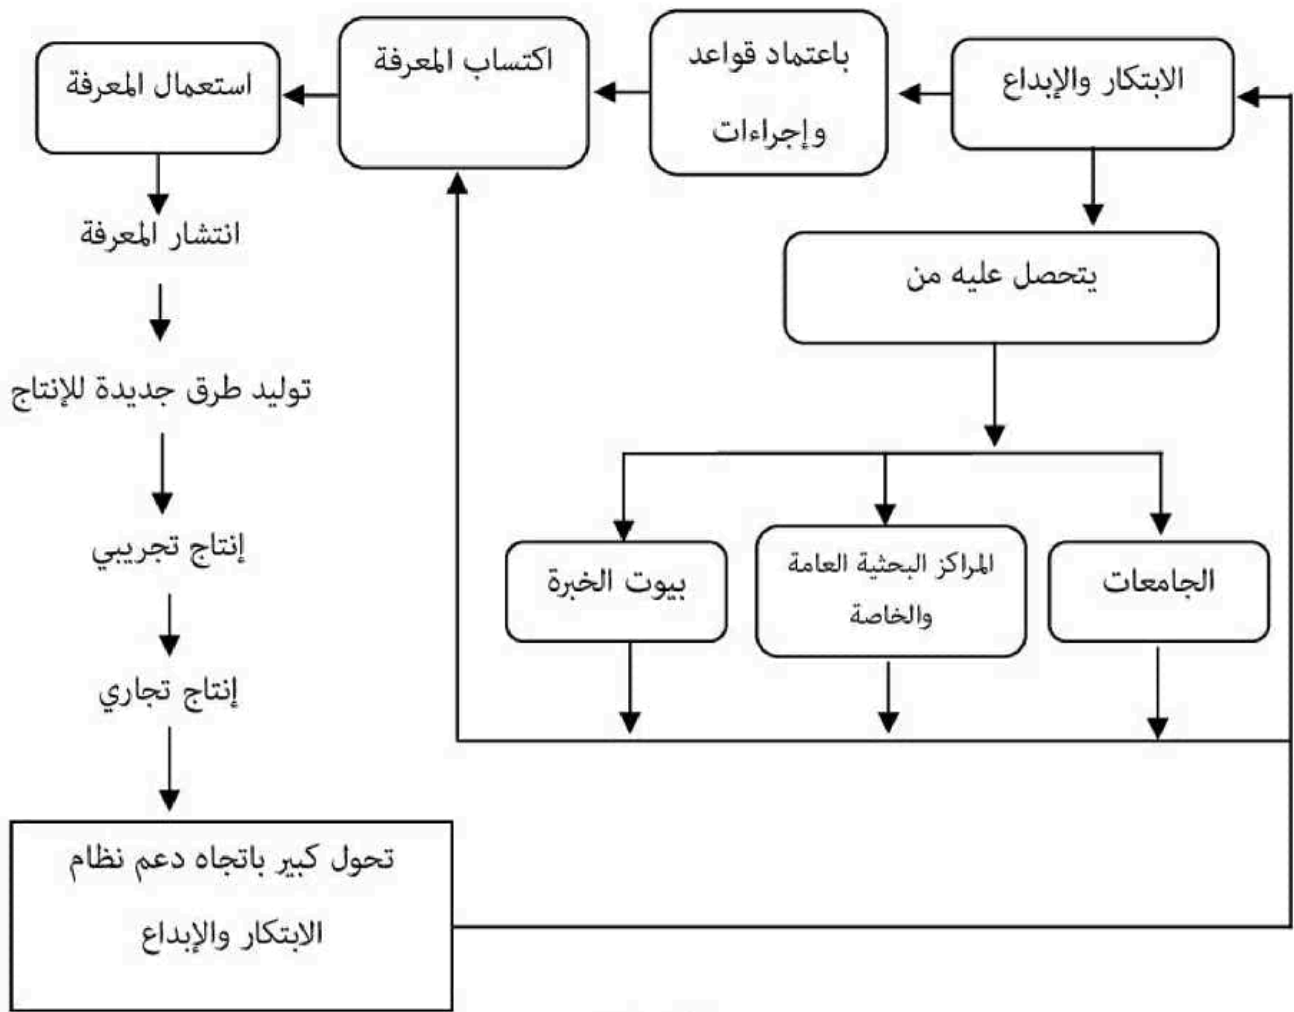 الابتكار والإبداع
باعتماد قواعد
وإجراءات
اكتساب المعرفة
استعمال المعرفة
انتشار المعرفة
يتحصل عليه من
توليد طرق جديدة للإنتاج
الجامعات
المراكز البحثية العامة
والخاصة
بيوت الخبرة
إنتاج تجريبي
إنتاج تجاري
تحول كبير باتجاه دعم نظام
الابتكار والإبداع